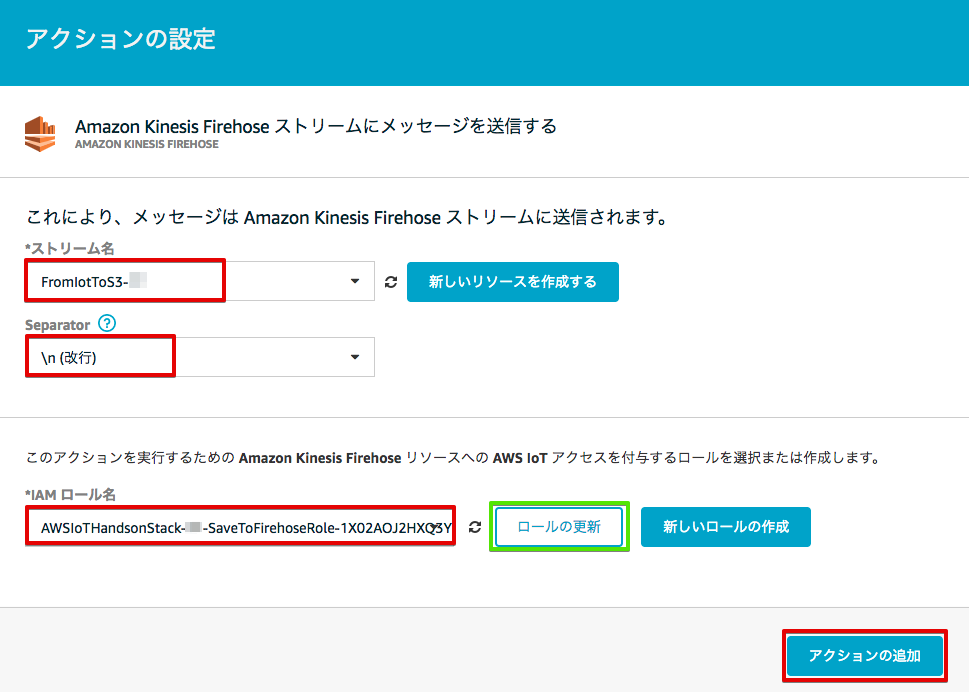 アクションの設定
Amazon Kinesis Firehose ストリームにメッセージを送信する
AMAZON KINESIS FIREHOSE
これにより、メッセージは Amazon Kinesis Firehose ストリームに送信されます。
*ストリーム名
FromIotToS3-
新しいリソースを作成する
Separator ?
\n (改行)
このアクションを実行するための Amazon Kinesis Firehose リソースへの AWS IoT アクセスを付与するロールを選択または作成します。
*IAM ロール名
AWSIoTHandsonStack- -SaveToFirehoseRole-1X02AOJ2HXQ3Y
ロールの更新
新しいロールの作成
アクションの追加